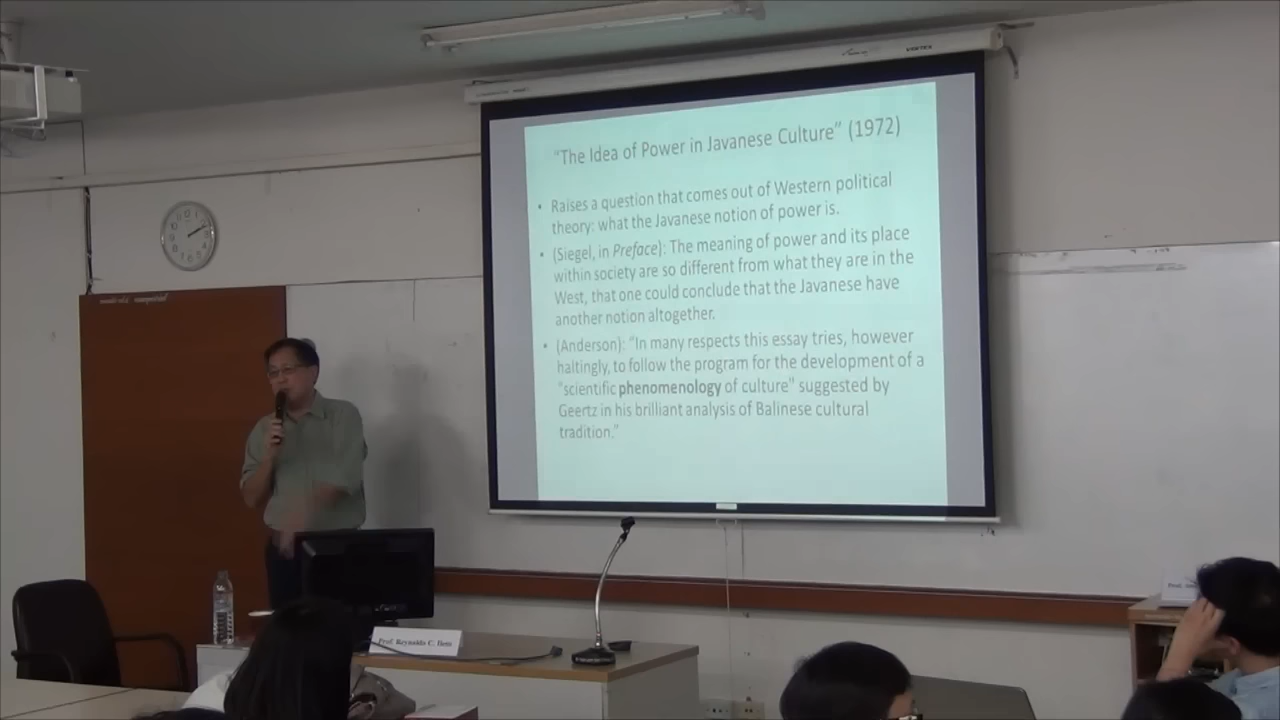 VERTEX
"The Idea of Power in Javanese Culture" (1972)
• Raises a question that comes out of Western political
theory: what the Javanese notion of power is.
• (Siegel, in Preface): The meaning of power and its place
within society are so different from what they are in the
West, that one could conclude that the Javanese have
another notion altogether.
• (Anderson): "In many respects this essay tries, however
haltingly, to follow the program for the development of a
"scientific phenomenology of culture" suggested by
Geertz in his brilliant analysis of Balinese cultural
tradition."
Prof. Reynaldo C. Ileto
Prof.